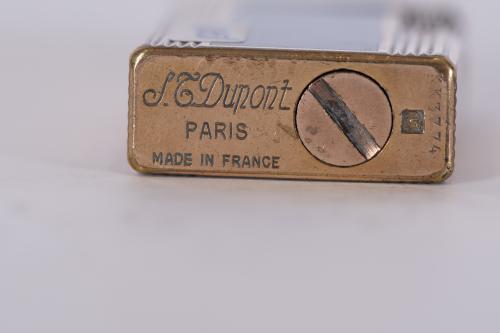 S.T. Dupont
PARIS
MADE IN FRANCE